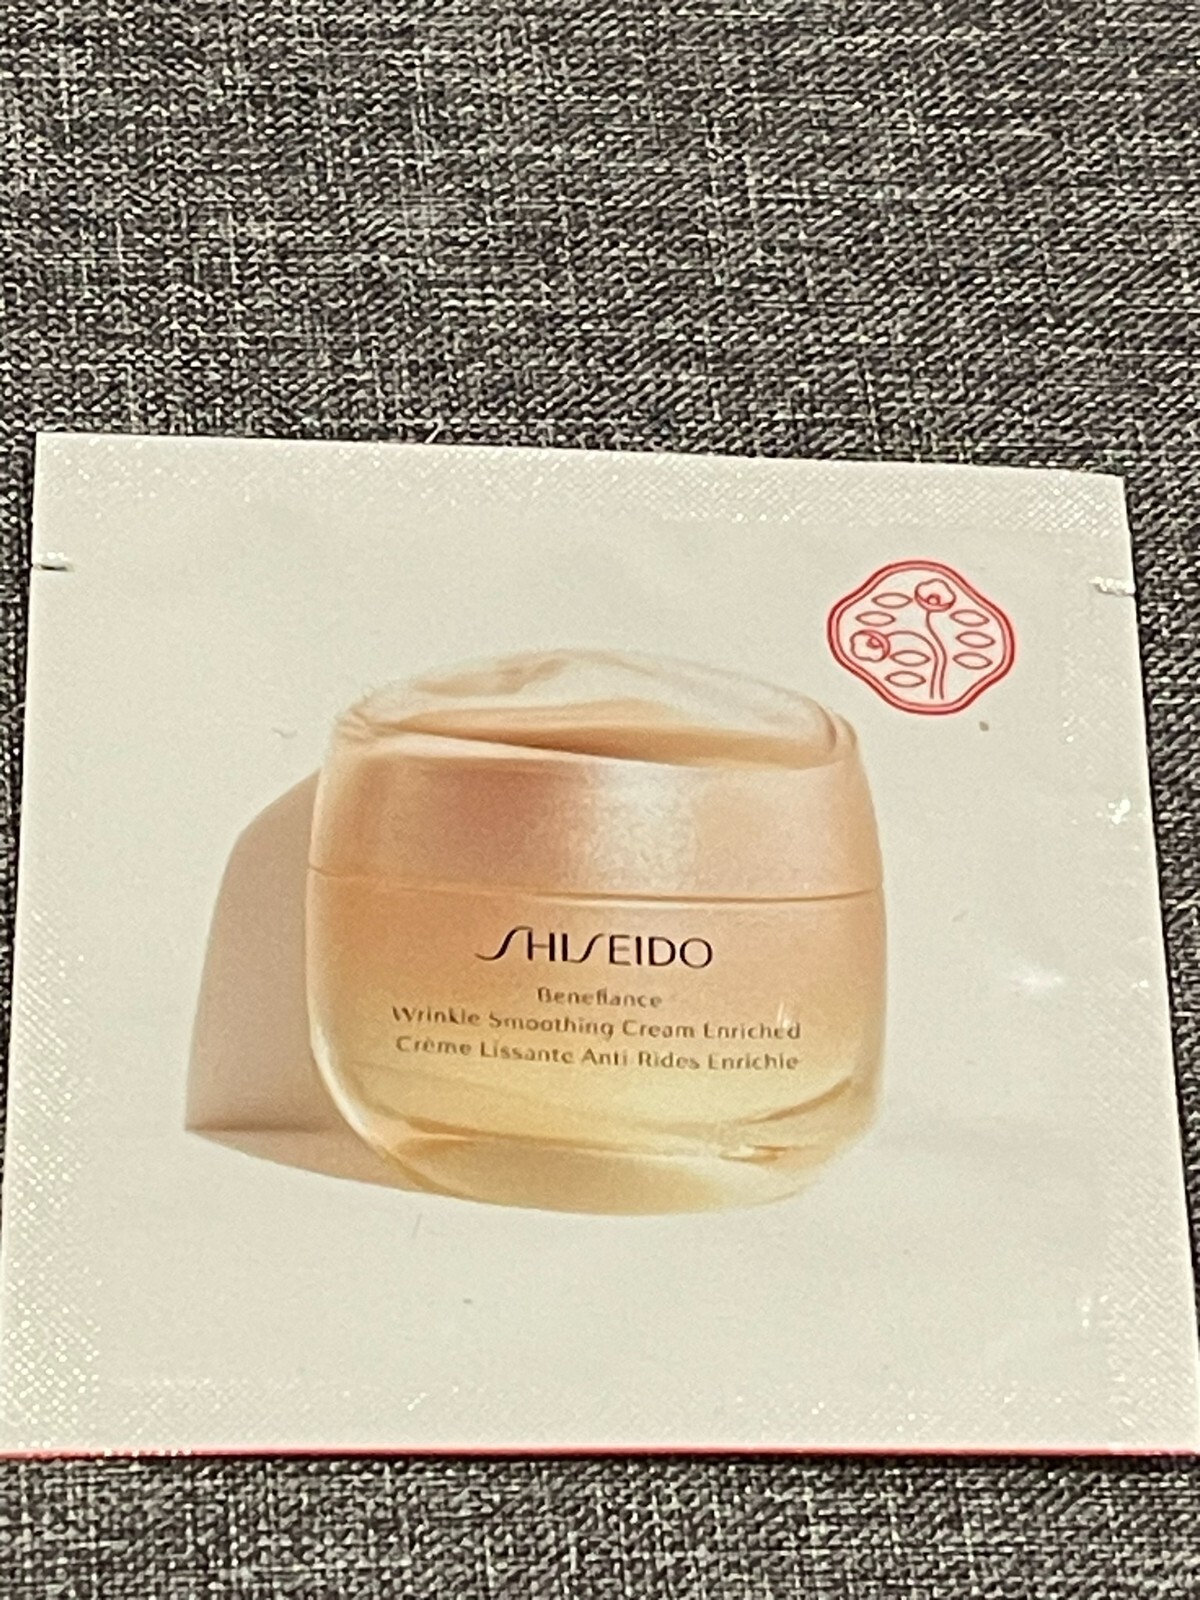 SHISEIDO
Benefiance
Wrinkle Smoothing Cream Enriched
Crème Lissante Anti Rides Enrichie